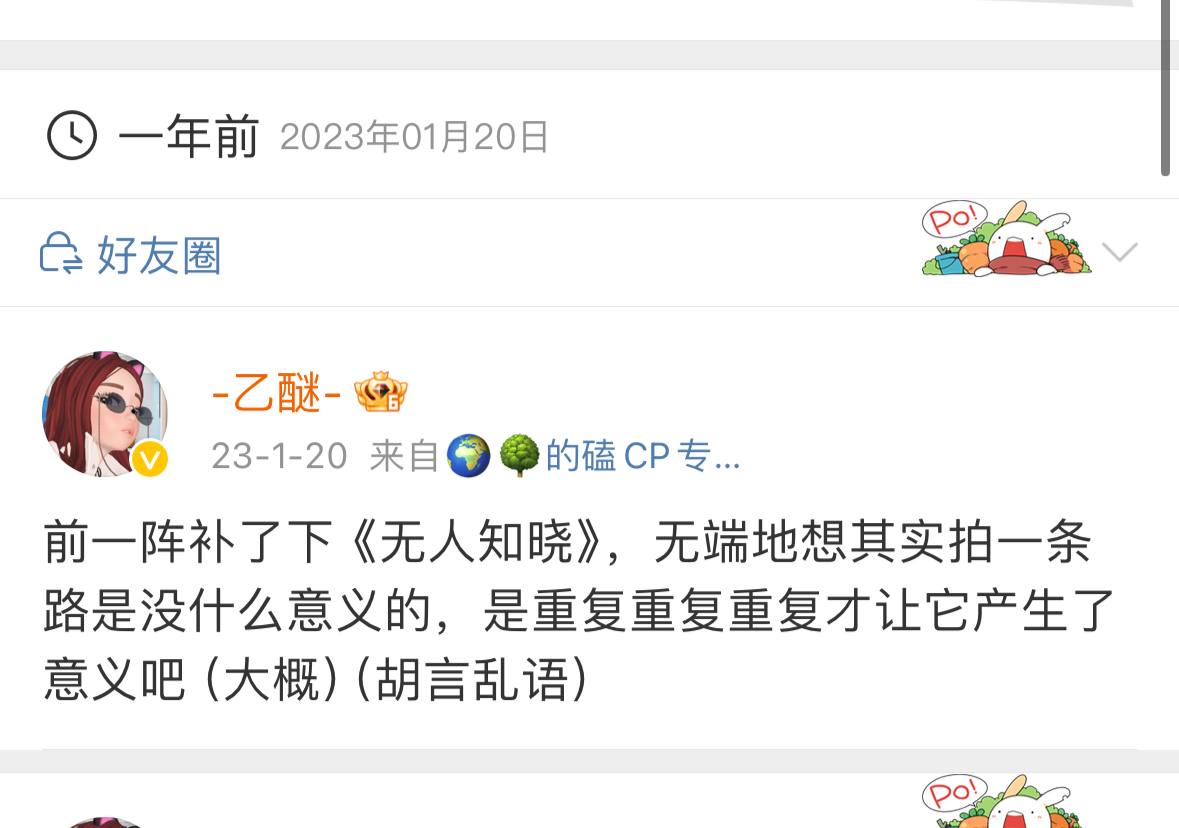 一年前 2023年01月20日
好友圈
Po!
-乙醚-
6
23-1-20 来自🌍🌳的磕CP专...
前一阵补了下《无人知晓》，无端地想其实拍一条
路是没什么意义的，是重复重复重复才让它产生了
意义吧（大概）（胡言乱语）
Po!